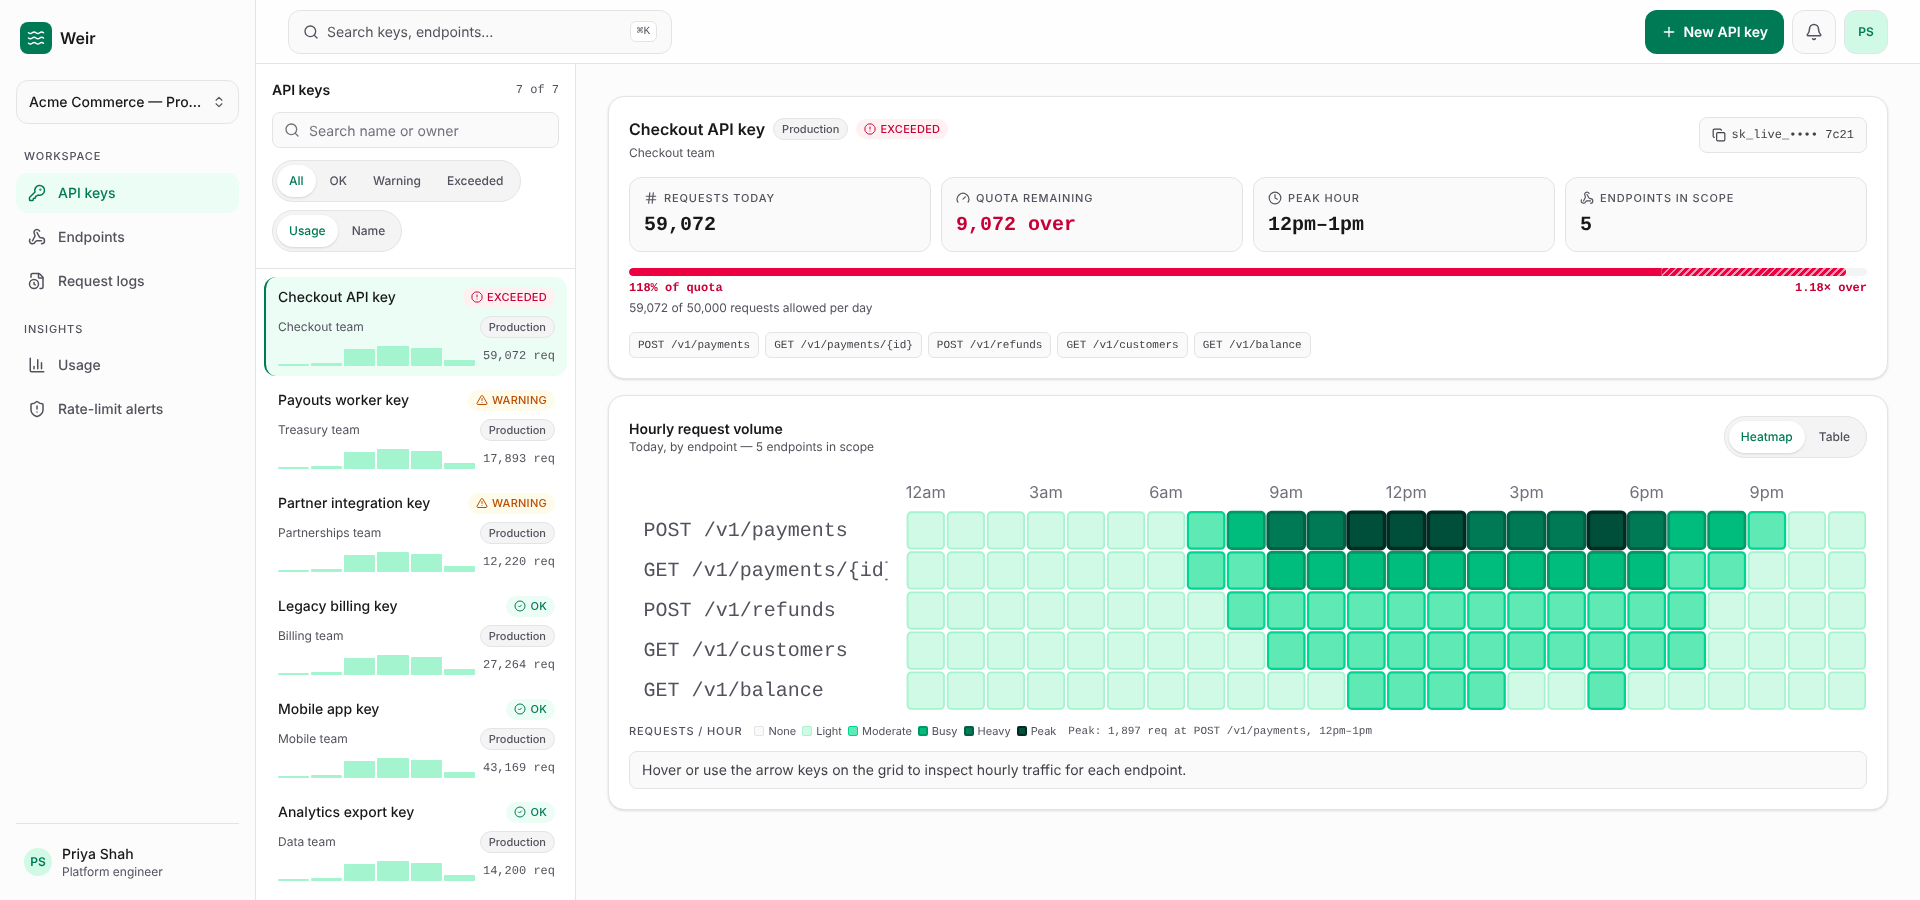 Weir
Search keys, endpoints...
⌘K
New API key
PS
Acme Commerce — Pro...
WORKSPACE
API keys
Endpoints
Request logs
INSIGHTS
Usage
Rate-limit alerts
PS
Priya Shah
Platform engineer
API keys
7 of 7
Search name or owner
All OK Warning Exceeded
Usage Name
Checkout API key EXCEEDED
Checkout team Production
59,072 req
Payouts worker key WARNING
Treasury team Production
17,893 req
Partner integration key WARNING
Partnerships team Production
12,220 req
Legacy billing key OK
Billing team Production
27,264 req
Mobile app key OK
Mobile team Production
43,169 req
Analytics export key OK
Data team Production
14,200 req
Checkout API key Production EXCEEDED
Checkout team
sk_live_•••• 7c21
REQUESTS TODAY
59,072
QUOTA REMAINING
9,072 over
PEAK HOUR
12pm–1pm
ENDPOINTS IN SCOPE
5
118% of quota 1.18× over
59,072 of 50,000 requests allowed per day
POST /v1/payments GET /v1/payments/{id} POST /v1/refunds GET /v1/customers GET /v1/balance
Hourly request volume
Today, by endpoint — 5 endpoints in scope
Heatmap Table
12am 3am 6am 9am 12pm 3pm 6pm 9pm
POST /v1/payments
GET /v1/payments/{id}
POST /v1/refunds
GET /v1/customers
GET /v1/balance
REQUESTS / HOUR None Light Moderate Busy Heavy Peak Peak: 1,897 req at POST /v1/payments, 12pm–1pm
Hover or use the arrow keys on the grid to inspect hourly traffic for each endpoint.